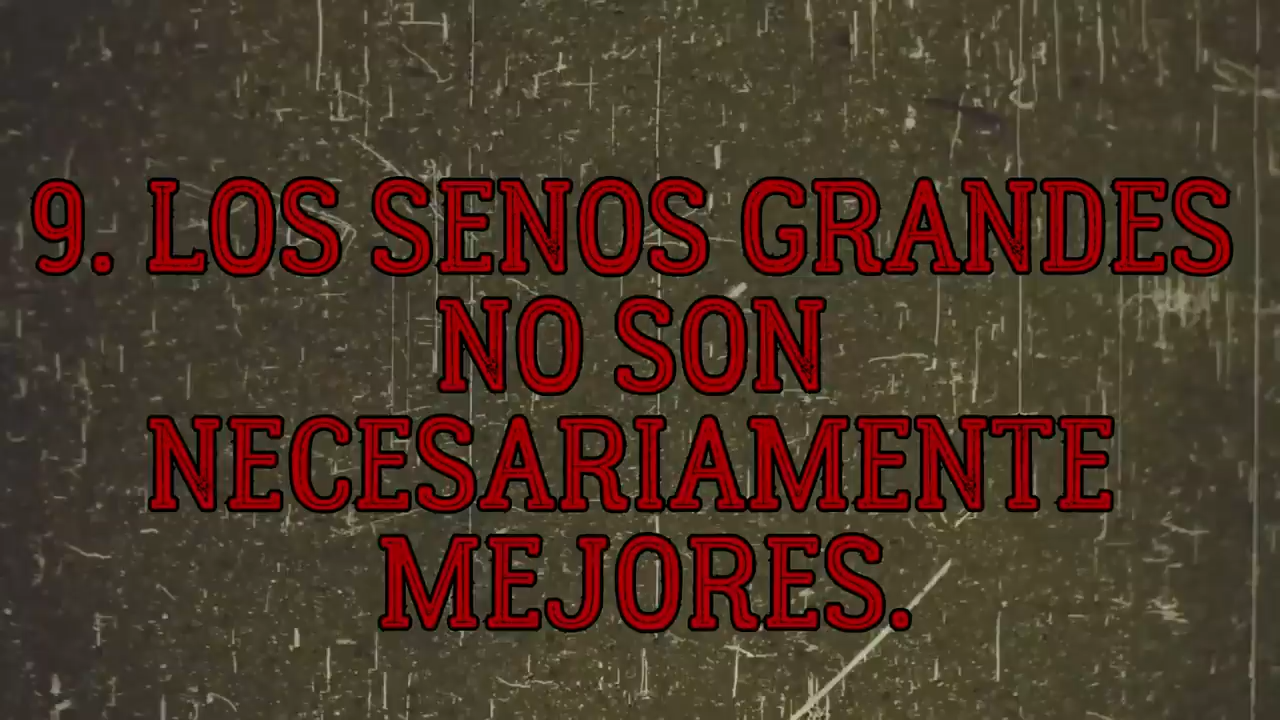 9. LOS SENOS GRANDES
NO SON
NECESARIAMENTE
MEJORES.